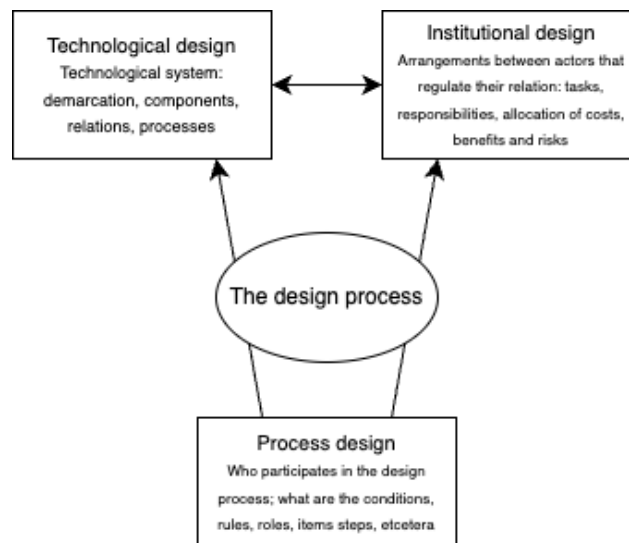 Technological design
Technological system:
demarcation, components,
relations, processes
Institutional design
Arrangements between actors that
regulate their relation: tasks,
responsibilities, allocation of costs,
benefits and risks
The design process
Process design
Who participates in the design
process; what are the conditions,
rules, roles, items steps, etcetera